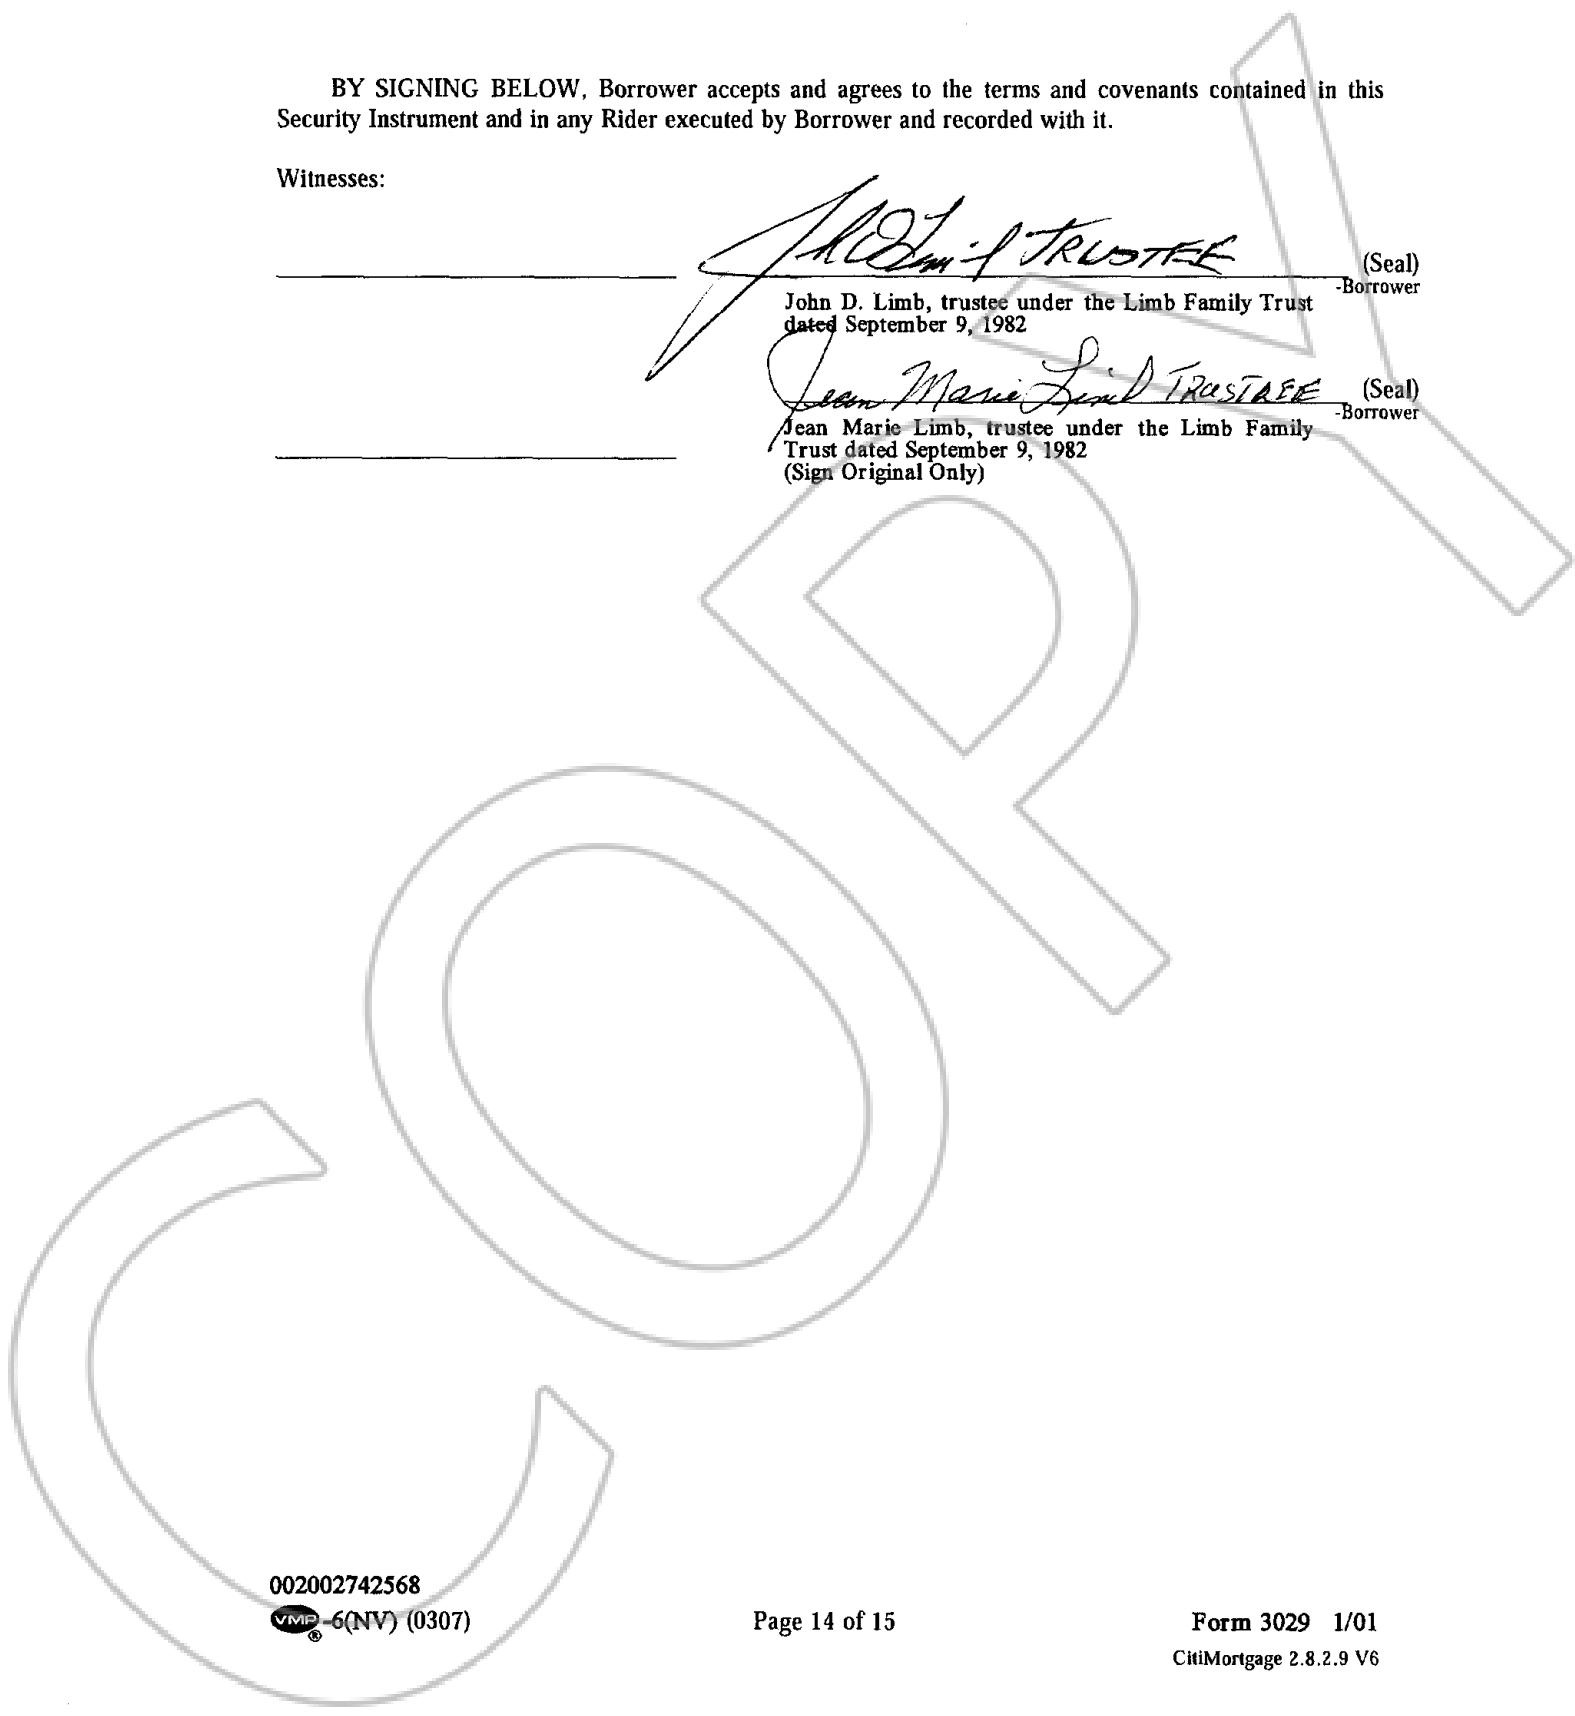 BY SIGNING BELOW, Borrower accepts and agrees to the terms and covenants contained in this
Security Instrument and in any Rider executed by Borrower and recorded with it.
Witnesses:
TRUSTEE
(Seal)
-Borrower
John D. Limb, trustee under the Limb Family Trust
dated September 9, 1982
Jean Marie Limb TRUSTEE
(Seal)
-Borrower
Jean Marie Limb, trustee under the Limb Family
Trust dated September 9, 1982
(Sign Original Only)
COPY
002002742568
VMP®-6(NV) (0307)
Page 14 of 15
Form 3029 1/01
CitiMortgage 2.8.2.9 V6